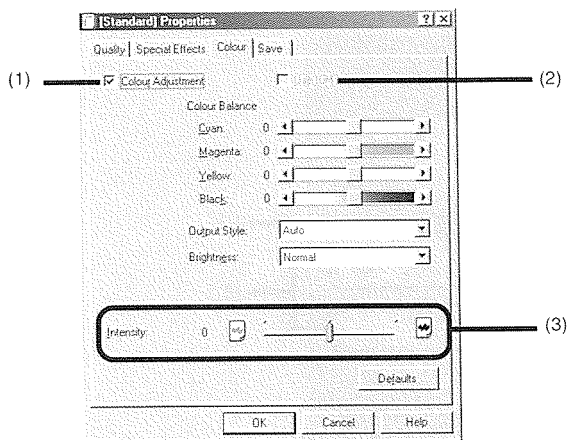 [Standard] Properties
Quality Special Effects Colour Save
(1)
Colour Adjustment
(2)
Colour Balance
Cyan: 0
Magenta: 0
Yellow: 0
Black: 0
Output Style: Auto
Brightness: Normal
Intensity: 0
(3)
Defaults
OK Cancel Help